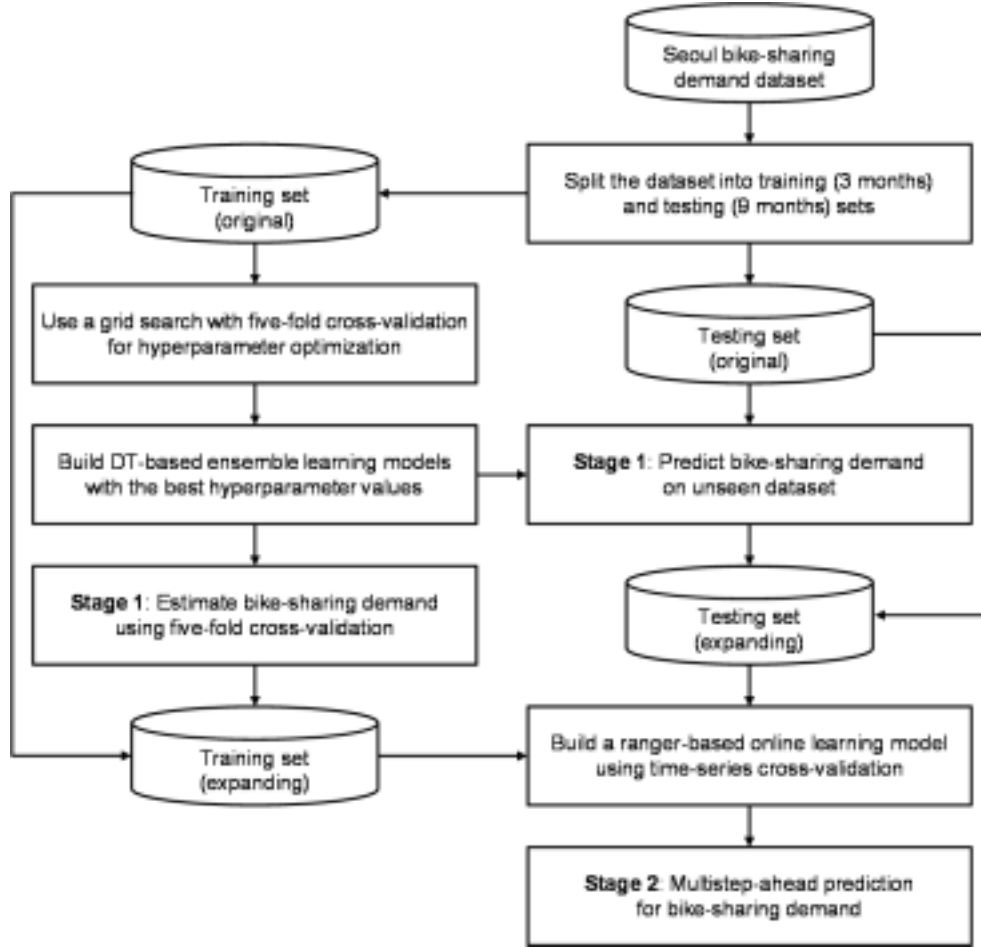 Seoul bike-sharing
demand dataset
Split the dataset into training (3 months)
and testing (9 months) sets
Training set
(original)
Use a grid search with five-fold cross-validation
for hyperparameter optimization
Testing set
(original)
Build DT-based ensemble learning models
with the best hyperparameter values
Stage 1: Predict bike-sharing demand
on unseen dataset
Stage 1: Estimate bike-sharing demand
using five-fold cross-validation
Testing set
(expanding)
Training set
(expanding)
Build a ranger-based online learning model
using time-series cross-validation
Stage 2: Multistep-ahead prediction
for bike-sharing demand